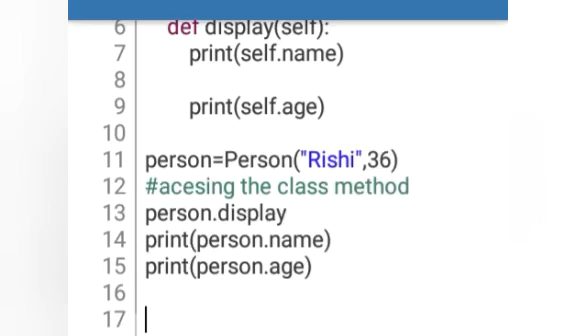 6 def display(self):
7 print(self.name)
8
9 print(self.age)
10
11 person=Person("Rishi",36)
12 #acesing the class method
13 person.display
14 print(person.name)
15 print(person.age)
16
17